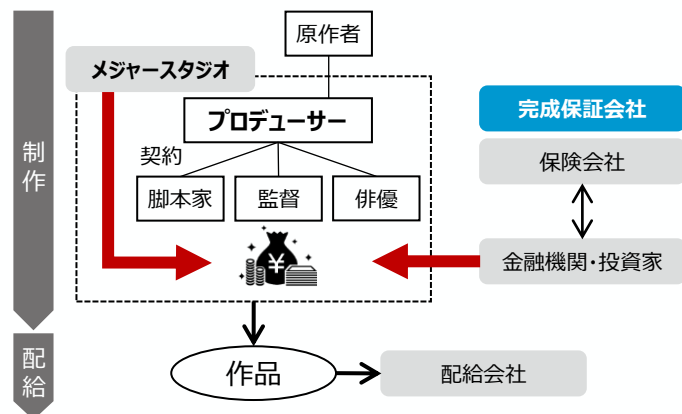 原作者
メジャースタジオ
プロデューサー
完成保証会社
制作
契約
保険会社
脚本家
監督
俳優
¥
金融機関・投資家
配給
作品
配給会社